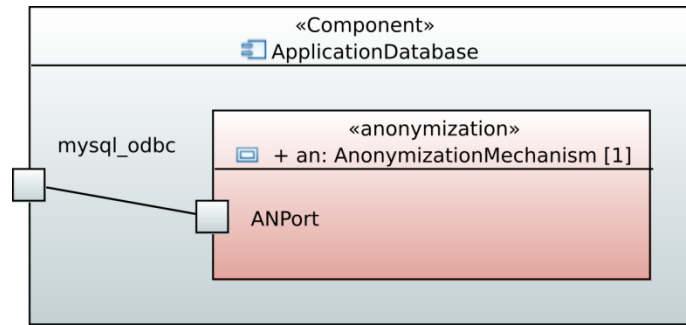 «Component»
ApplicationDatabase
mysql_odbc
«anonymization»
+ an: AnonymizationMechanism [1]
ANPort